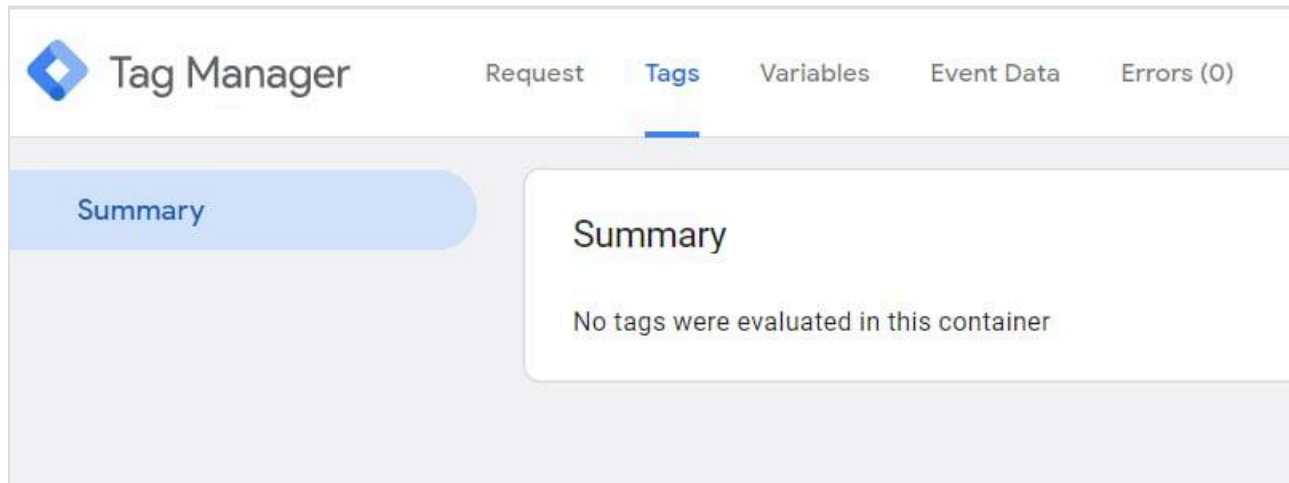 Tag Manager Request Tags Variables Event Data Errors (0)
Summary
Summary
No tags were evaluated in this container